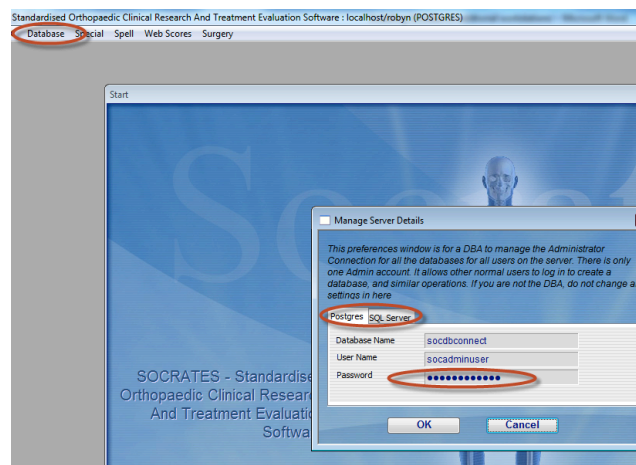 Standardised Orthopaedic Clinical Research And Treatment Evaluation Software : localhost/robyn (POSTGRES)
Database Special Spell Web Scores Surgery
Start
Soc
Manage Server Details
This preferences window is for a DBA to manage the Administrator
Connection for all the databases for all users on the server. There is only
one Admin account. It allows other normal users to log in to create a
database, and similar operations. If you are not the DBA, do not change a
settings in here
Postgres SQL Server
Database Name socdbconnect
User Name socadminuser
Password ●●●●●●●●●●●●
OK Cancel
SOCRATES - Standardise
Orthopaedic Clinical Resear
And Treatment Evaluatio
Softwa